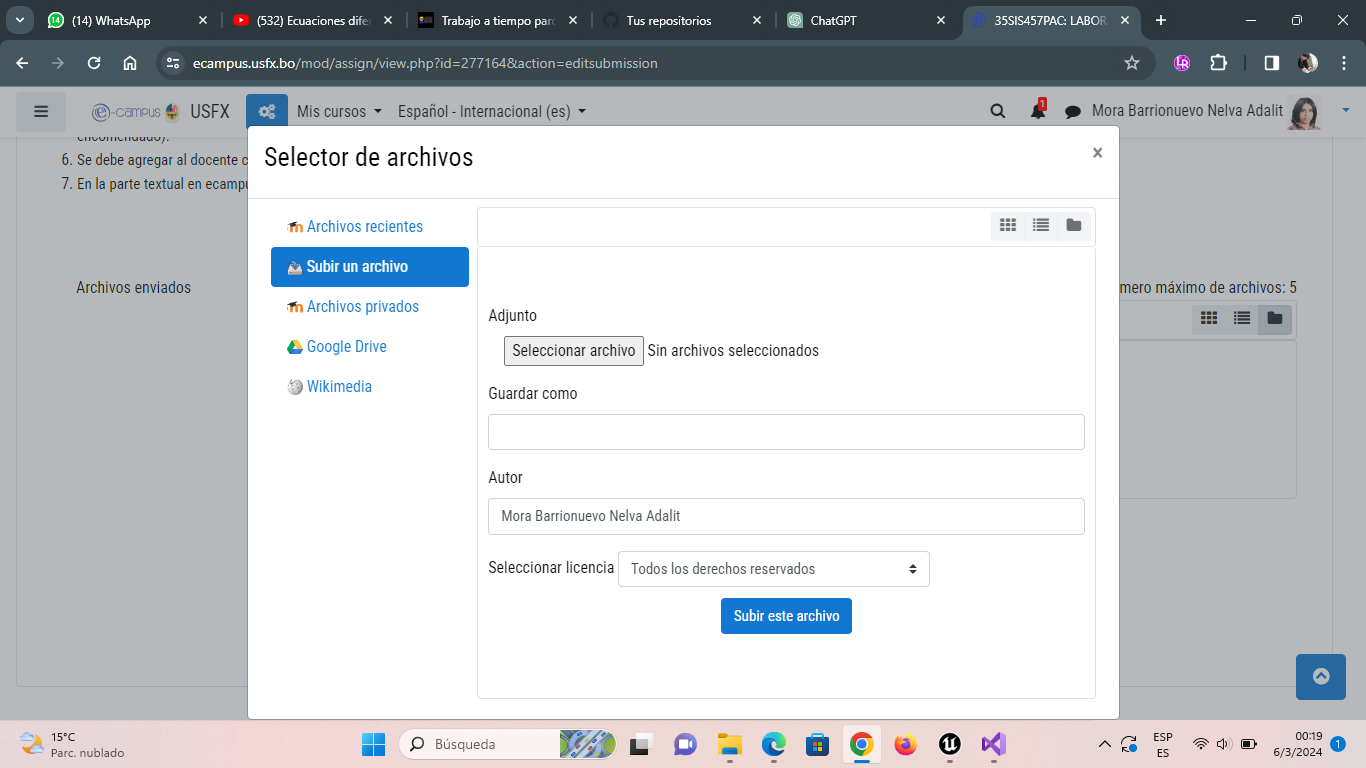 (14) WhatsApp
(532) Ecuaciones dife
Trabajo a tiempo parc
Tus repositorios
ChatGPT
35SIS457PAC: LABOR
ecampus.usfx.bo/mod/assign/view.php?id=277164&action=editsubmission
e-campus USFX
Mis cursos
Español - Internacional (es)
1
Mora Barrionuevo Nelva Adalit
encomendado).
6. Se debe agregar al docente c
7. En la parte textual en ecampu
Selector de archivos
Archivos recientes
Subir un archivo
Archivos privados
Google Drive
Wikimedia
Archivos enviados
mero máximo de archivos: 5
Adjunto
Seleccionar archivo Sin archivos seleccionados
Guardar como
Autor
Mora Barrionuevo Nelva Adalit
Seleccionar licencia Todos los derechos reservados
Subir este archivo
15°C
Parc. nublado
Búsqueda
ESP
ES
00:19
6/3/2024
1